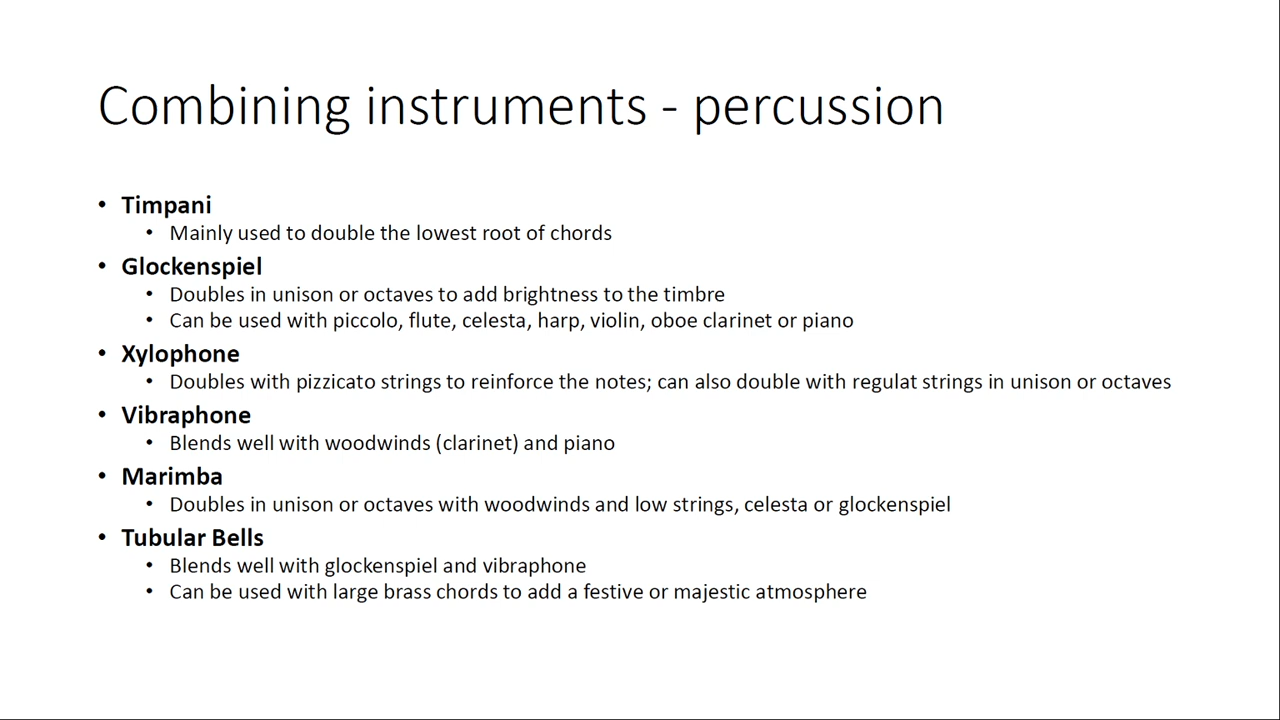 Combining instruments - percussion
• Timpani
• Mainly used to double the lowest root of chords
• Glockenspiel
• Doubles in unison or octaves to add brightness to the timbre
• Can be used with piccolo, flute, celesta, harp, violin, oboe clarinet or piano
• Xylophone
• Doubles with pizzicato strings to reinforce the notes; can also double with regulat strings in unison or octaves
• Vibraphone
• Blends well with woodwinds (clarinet) and piano
• Marimba
• Doubles in unison or octaves with woodwinds and low strings, celesta or glockenspiel
• Tubular Bells
• Blends well with glockenspiel and vibraphone
• Can be used with large brass chords to add a festive or majestic atmosphere